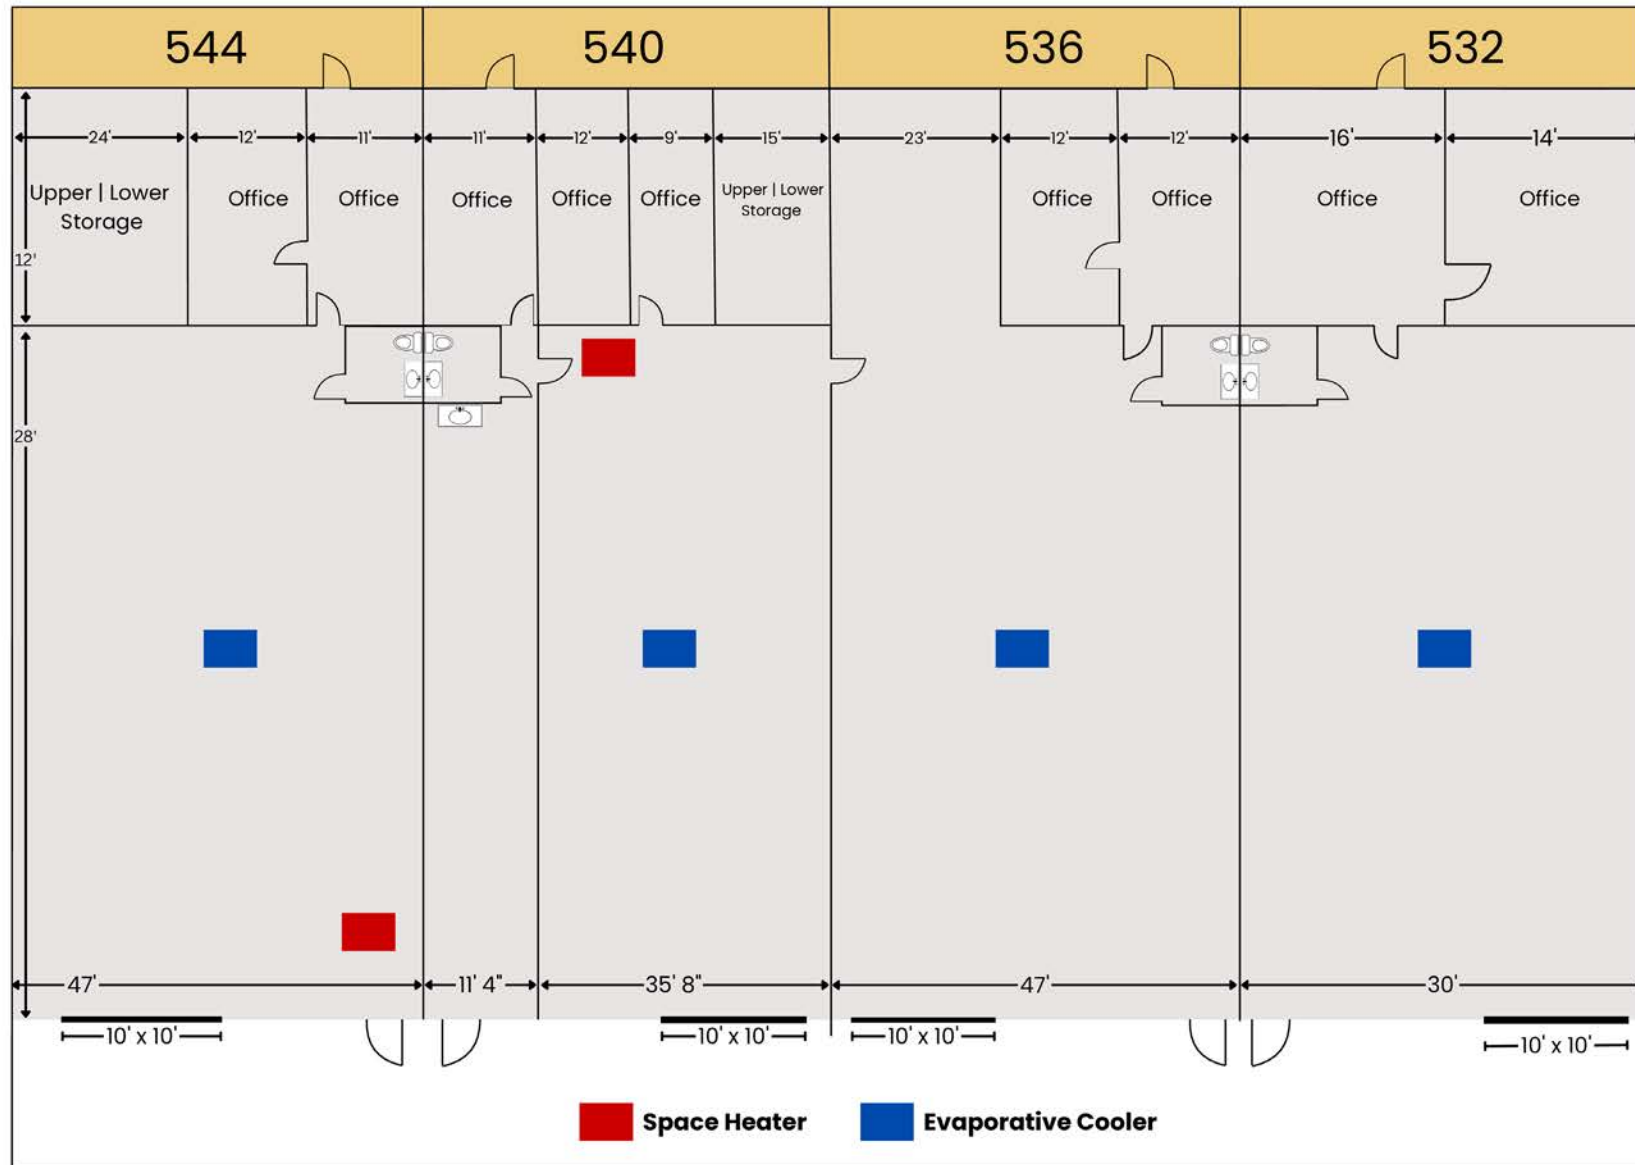 544
540
536
532
24'
12'
11'
11'
12'
9'
15'
23'
12'
12'
16'
14'
Upper | Lower
Storage
Office
Office
Office
Office
Office
Upper | Lower
Storage
Office
Office
Office
Office
12'
28'
47'
11' 4"
35' 8"
47'
30'
10' x 10'
10' x 10'
10' x 10'
10' x 10'
Space Heater
Evaporative Cooler